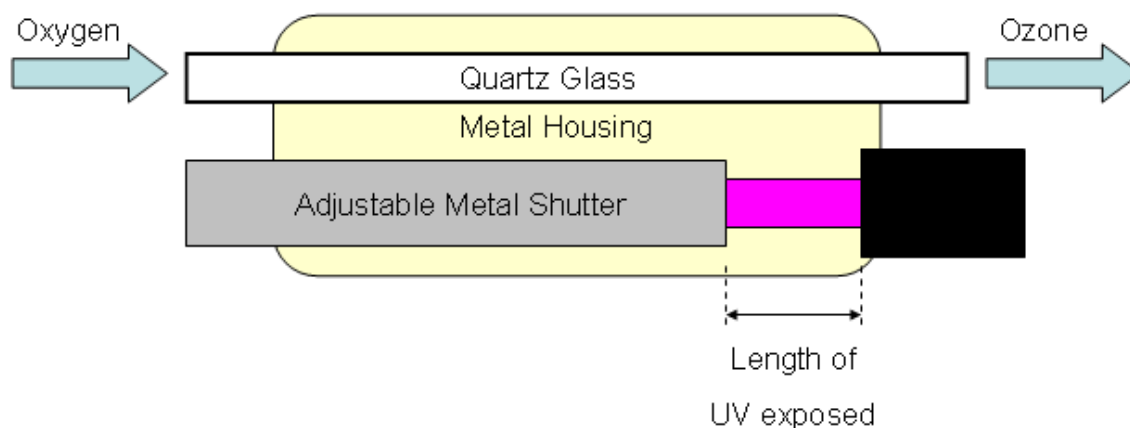 Oxygen
Ozone
Quartz Glass
Metal Housing
Adjustable Metal Shutter
Length of
UV exposed